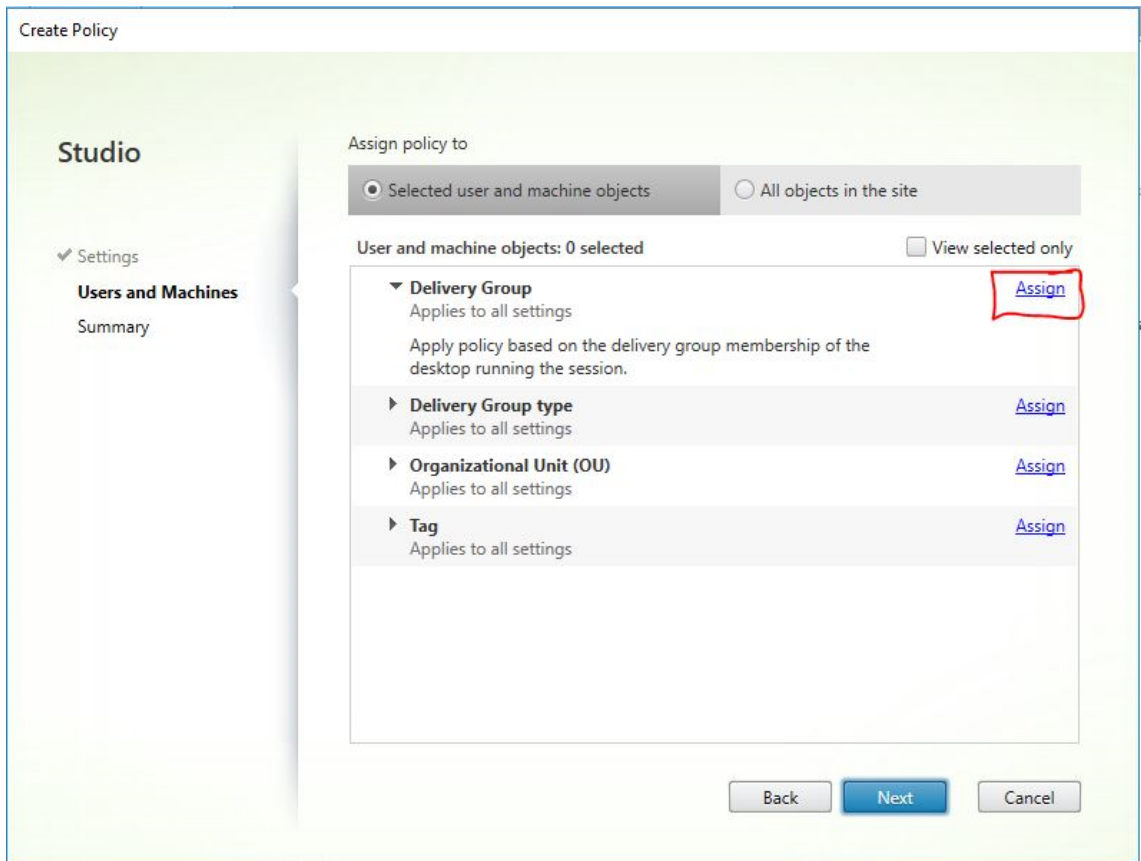 Create Policy
Studio
Settings
Users and Machines
Summary
Assign policy to
Selected user and machine objects
All objects in the site
User and machine objects: 0 selected
View selected only
Delivery Group
Assign
Applies to all settings
Apply policy based on the delivery group membership of the
desktop running the session.
Delivery Group type
Assign
Applies to all settings
Organizational Unit (OU)
Assign
Applies to all settings
Tag
Assign
Applies to all settings
Back
Next
Cancel